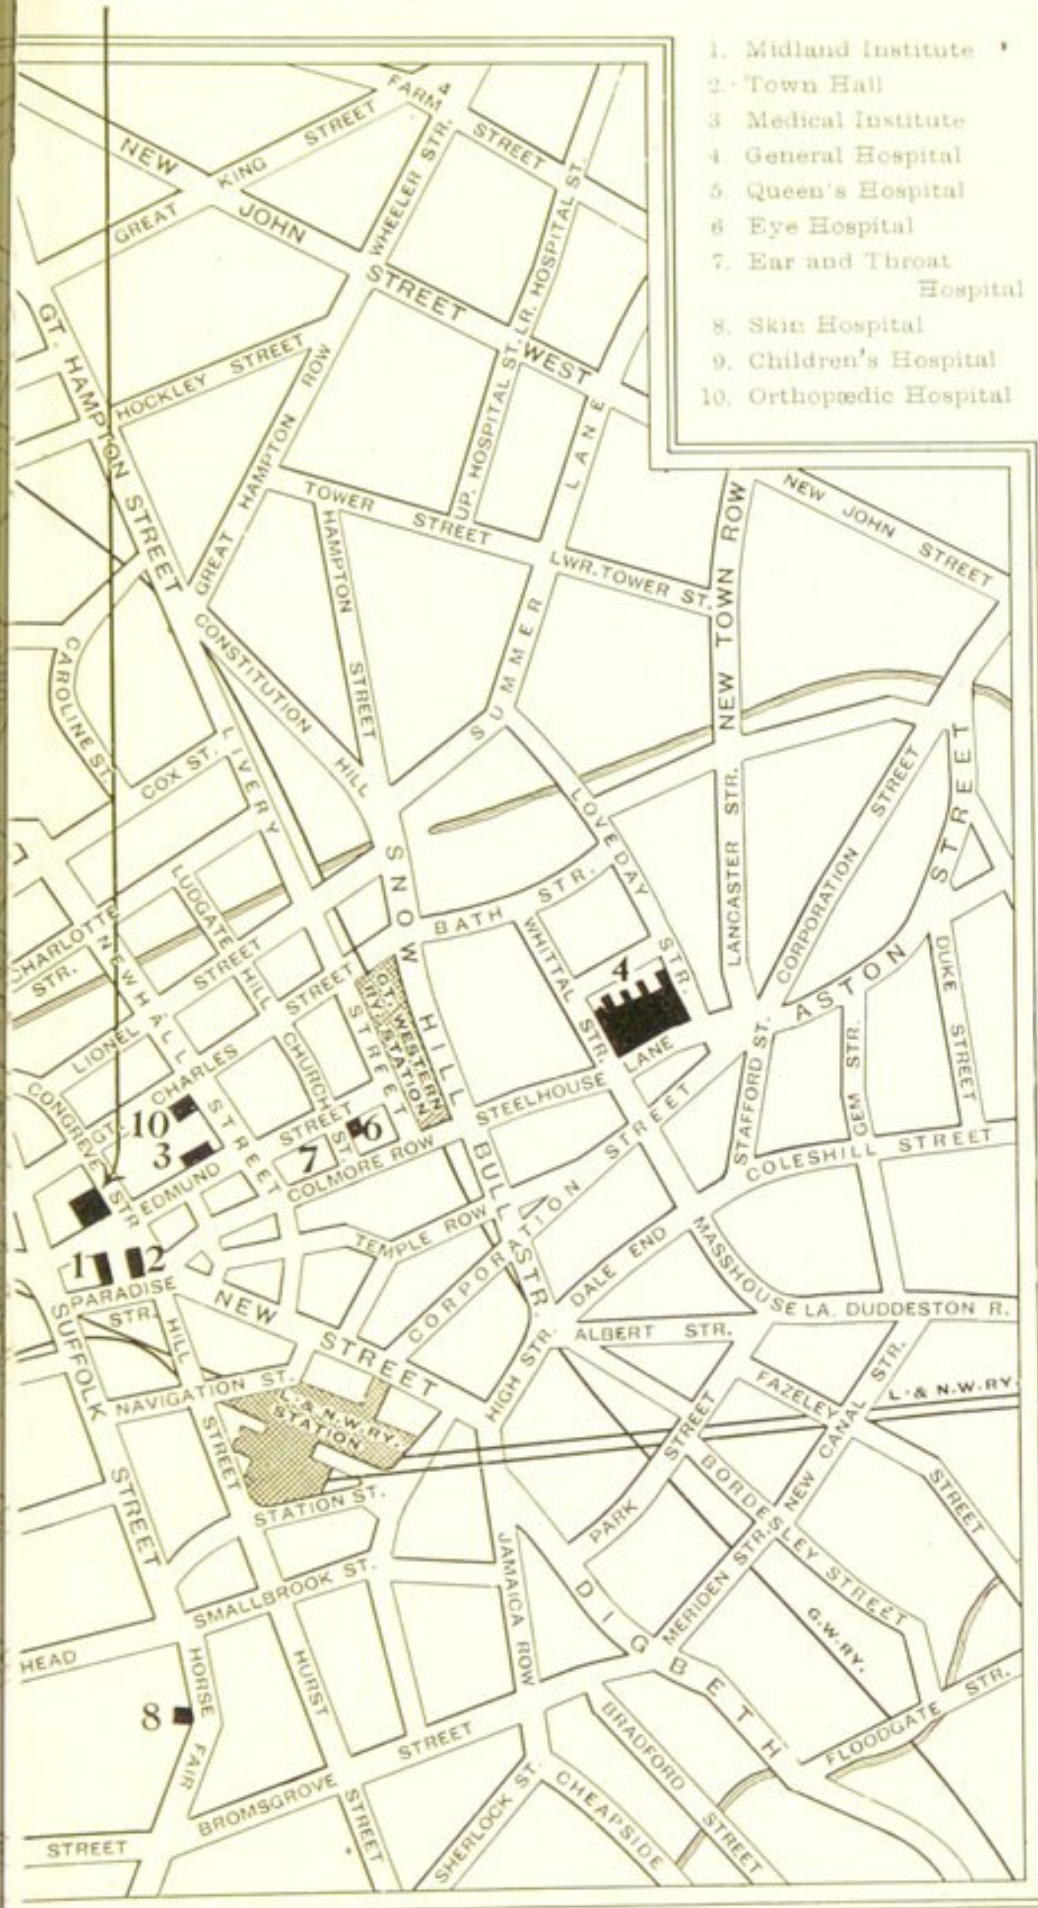 1. Midland Institute
2. Town Hall
3 Medical Institute
4 General Hospital
5. Queen's Hospital
6 Eye Hospital
7. Ear and Throat
Hospital
8. Skin Hospital
9. Children's Hospital
10. Orthopædic Hospital
4
FARM
STREET
NEW
JOHN
STREET
WEST
GREAT
KING
STREET
WHEELER STR.
LR. HOSPITAL ST.
UP. HOSPITAL ST.
GT. HAMPTON STREET
HOCKLEY STREET
GREAT HAMPTON ROW
SUMMER
LANE
TOWER
STREET
HAMPTON
STREET
LWR. TOWER ST.
NEW TOWN ROW
NEW JOHN STREET
CONSTITUTION
HILL
CAROLINE ST.
COX ST.
LIVERY
STREET
LOVEDAY
STR.
LANCASTER STR.
CORPORATION STREET
ASTON
STREET
SNOW
HILL
BATH STR.
WHITTAL
STR.
4
LUDGATE
HILL
CHARLOTTE
STR.
NEWHALL
STREET
LIONEL
STREET
GT. CHARLES
STREET
CHURCH
ST.
GT. WESTERN
RY. STATION
STEELHOUSE LANE
STAFFORD ST.
GEM STR.
DUKE
STREET
COLESHILL STREET
CONGREVE
STR
10
3
EDMUND
STREET
7
6
COLMORE ROW
BULL
STR.
TEMPLE ROW
CORPORATION
STREET
DALE END
MASSHOUSE LA.
DUDDESTON R.
1
2
PARADISE
STR.
SUFFOLK
STREET
HILL
STREET
NEW
STREET
ALBERT STR.
HIGH STR.
NAVIGATION ST.
L. & N.W. RY.
STATION
STATION ST.
FAZELEY
STREET
NEW CANAL STR.
L. & N.W. RY.
PARK
STREET
BORDESLEY STREET
MERIDEN STR.
G.W. RY.
DIGBETH
JAMAICA ROW
SMALLBROOK ST.
HEAD
HORSE
FAIR
HURST
STREET
8
BROMSGROVE
STREET
STREET
SHERLOCK ST.
CHEAPSIDE
BRADFORD
STREET
FLOODGATE STR.